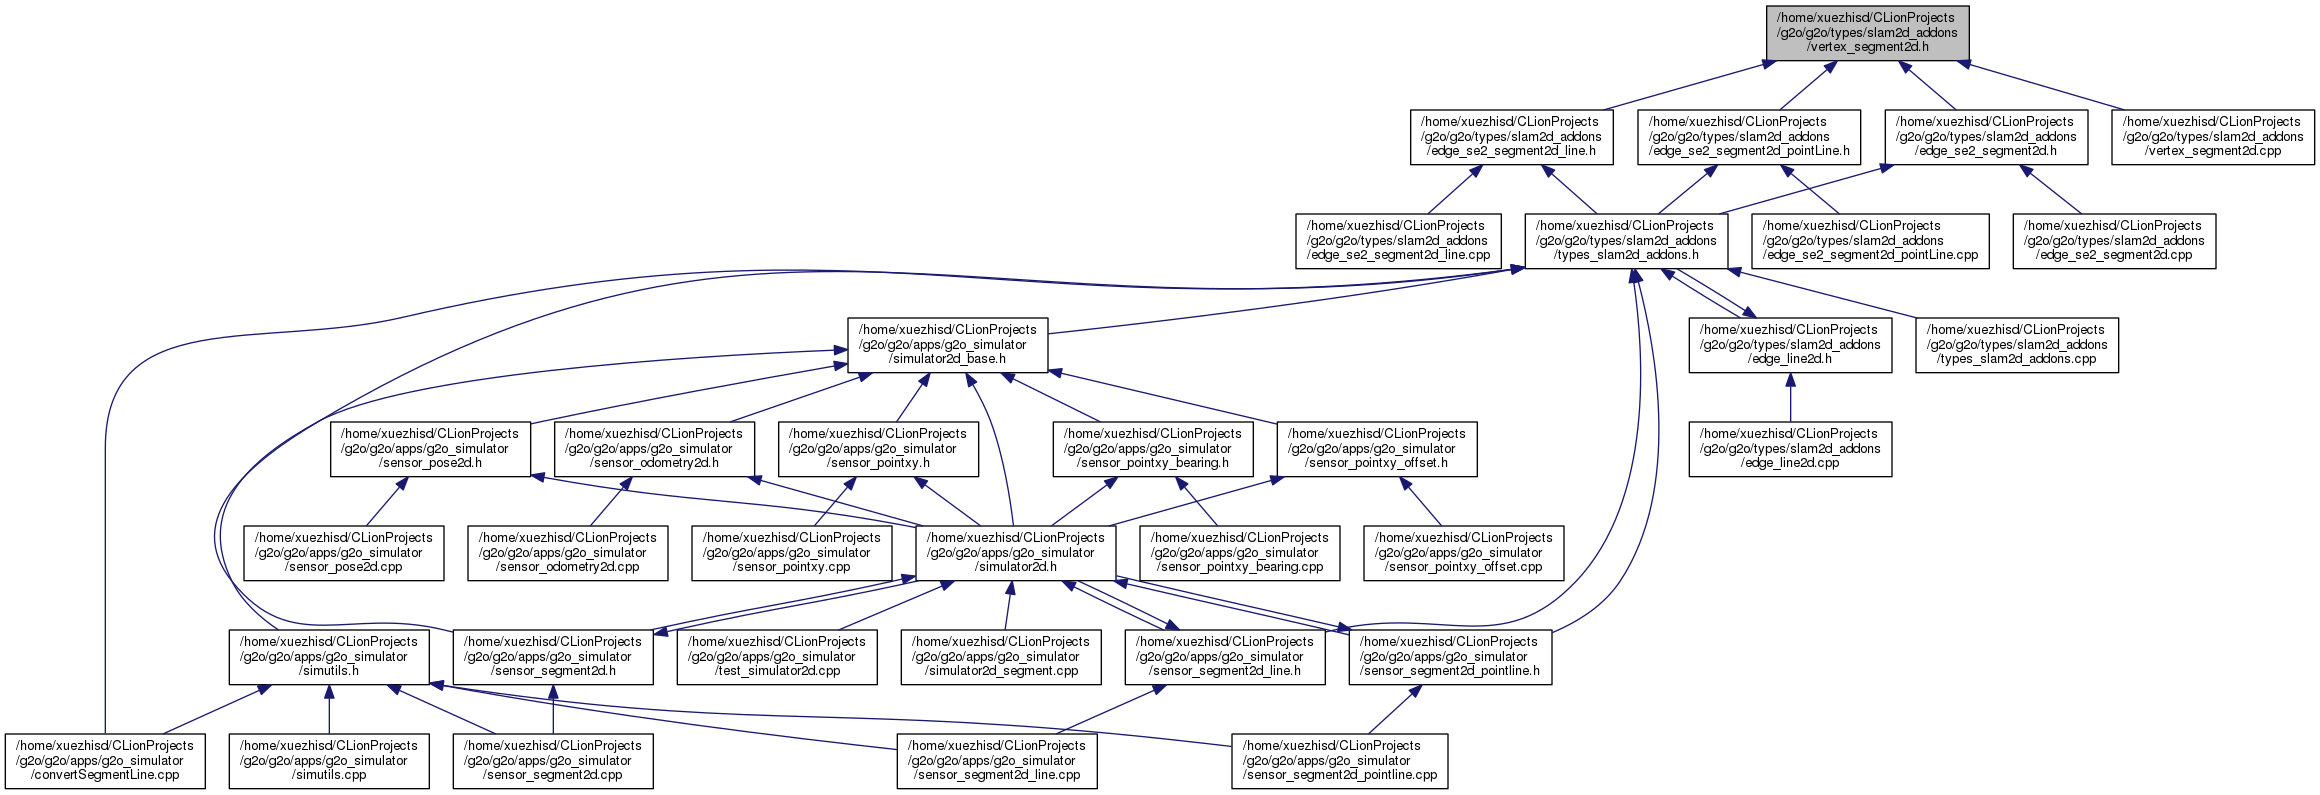 /home/xuezhisd/CLionProjects
/g2o/g2o/types/slam2d_addons
/vertex_segment2d.h
/home/xuezhisd/CLionProjects
/g2o/g2o/types/slam2d_addons
/edge_se2_segment2d_line.h
/home/xuezhisd/CLionProjects
/g2o/g2o/types/slam2d_addons
/edge_se2_segment2d_pointLine.h
/home/xuezhisd/CLionProjects
/g2o/g2o/types/slam2d_addons
/edge_se2_segment2d.h
/home/xuezhisd/CLionProjects
/g2o/g2o/types/slam2d_addons
/vertex_segment2d.cpp
/home/xuezhisd/CLionProjects
/g2o/g2o/types/slam2d_addons
/edge_se2_segment2d_line.cpp
/home/xuezhisd/CLionProjects
/g2o/g2o/types/slam2d_addons
/types_slam2d_addons.h
/home/xuezhisd/CLionProjects
/g2o/g2o/types/slam2d_addons
/edge_se2_segment2d_pointLine.cpp
/home/xuezhisd/CLionProjects
/g2o/g2o/types/slam2d_addons
/edge_se2_segment2d.cpp
/home/xuezhisd/CLionProjects
/g2o/g2o/apps/g2o_simulator
/simulator2d_base.h
/home/xuezhisd/CLionProjects
/g2o/g2o/types/slam2d_addons
/edge_line2d.h
/home/xuezhisd/CLionProjects
/g2o/g2o/types/slam2d_addons
/types_slam2d_addons.cpp
/home/xuezhisd/CLionProjects
/g2o/g2o/apps/g2o_simulator
/sensor_pose2d.h
/home/xuezhisd/CLionProjects
/g2o/g2o/apps/g2o_simulator
/sensor_odometry2d.h
/home/xuezhisd/CLionProjects
/g2o/g2o/apps/g2o_simulator
/sensor_pointxy.h
/home/xuezhisd/CLionProjects
/g2o/g2o/apps/g2o_simulator
/sensor_pointxy_bearing.h
/home/xuezhisd/CLionProjects
/g2o/g2o/apps/g2o_simulator
/sensor_pointxy_offset.h
/home/xuezhisd/CLionProjects
/g2o/g2o/types/slam2d_addons
/edge_line2d.cpp
/home/xuezhisd/CLionProjects
/g2o/g2o/apps/g2o_simulator
/sensor_pose2d.cpp
/home/xuezhisd/CLionProjects
/g2o/g2o/apps/g2o_simulator
/sensor_odometry2d.cpp
/home/xuezhisd/CLionProjects
/g2o/g2o/apps/g2o_simulator
/sensor_pointxy.cpp
/home/xuezhisd/CLionProjects
/g2o/g2o/apps/g2o_simulator
/simulator2d.h
/home/xuezhisd/CLionProjects
/g2o/g2o/apps/g2o_simulator
/sensor_pointxy_bearing.cpp
/home/xuezhisd/CLionProjects
/g2o/g2o/apps/g2o_simulator
/sensor_pointxy_offset.cpp
/home/xuezhisd/CLionProjects
/g2o/g2o/apps/g2o_simulator
/simutils.h
/home/xuezhisd/CLionProjects
/g2o/g2o/apps/g2o_simulator
/sensor_segment2d.h
/home/xuezhisd/CLionProjects
/g2o/g2o/apps/g2o_simulator
/test_simulator2d.cpp
/home/xuezhisd/CLionProjects
/g2o/g2o/apps/g2o_simulator
/simulator2d_segment.cpp
/home/xuezhisd/CLionProjects
/g2o/g2o/apps/g2o_simulator
/sensor_segment2d_line.h
/home/xuezhisd/CLionProjects
/g2o/g2o/apps/g2o_simulator
/sensor_segment2d_pointline.h
/home/xuezhisd/CLionProjects
/g2o/g2o/apps/g2o_simulator
/convertSegmentLine.cpp
/home/xuezhisd/CLionProjects
/g2o/g2o/apps/g2o_simulator
/simutils.cpp
/home/xuezhisd/CLionProjects
/g2o/g2o/apps/g2o_simulator
/sensor_segment2d.cpp
/home/xuezhisd/CLionProjects
/g2o/g2o/apps/g2o_simulator
/sensor_segment2d_line.cpp
/home/xuezhisd/CLionProjects
/g2o/g2o/apps/g2o_simulator
/sensor_segment2d_pointline.cpp